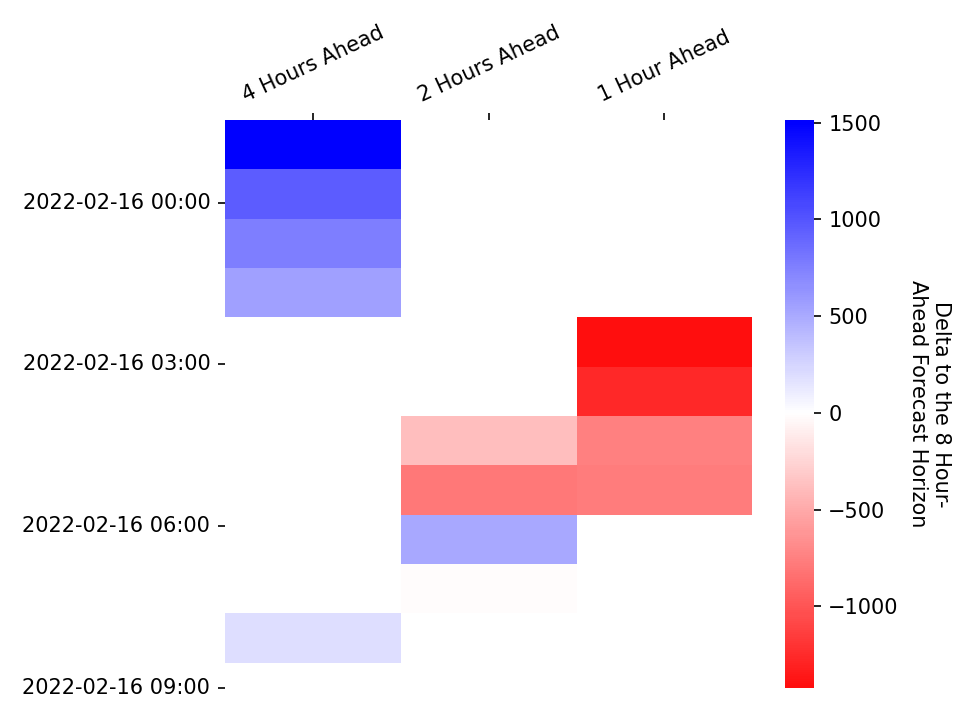 4 Hours Ahead
2 Hours Ahead
1 Hour Ahead
2022-02-16 00:00
2022-02-16 03:00
2022-02-16 06:00
2022-02-16 09:00
1500
1000
500
0
−500
−1000
Delta to the 8 Hour-
Ahead Forecast Horizon